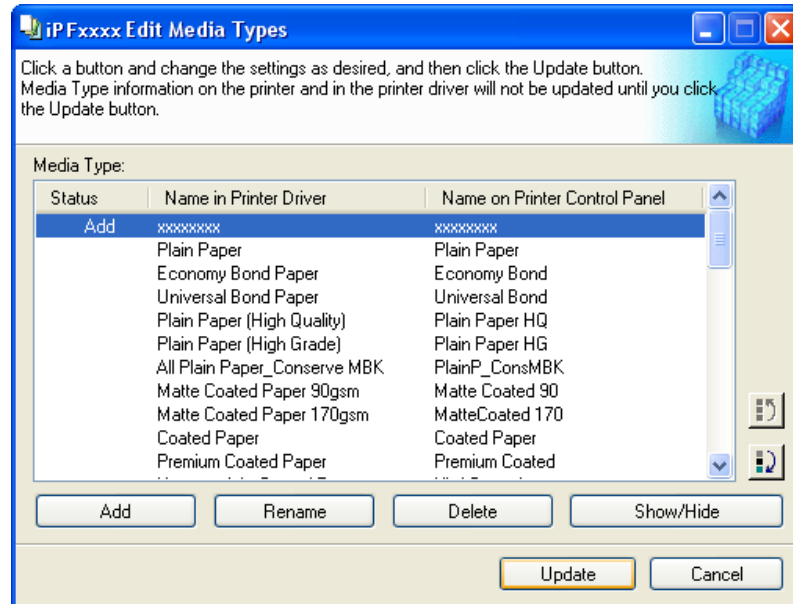 iPFxxxx Edit Media Types
Click a button and change the settings as desired, and then click the Update button.
Media Type information on the printer and in the printer driver will not be updated until you click
the Update button.
Media Type:
Status Name in Printer Driver Name on Printer Control Panel
Add xxxxxxxx xxxxxxxx
Plain Paper Plain Paper
Economy Bond Paper Economy Bond
Universal Bond Paper Universal Bond
Plain Paper (High Quality) Plain Paper HQ
Plain Paper (High Grade) Plain Paper HG
All Plain Paper_Conserve MBK PlainP_ConsMBK
Matte Coated Paper 90gsm Matte Coated 90
Matte Coated Paper 170gsm MatteCoated 170
Coated Paper Coated Paper
Premium Coated Paper Premium Coated
Add Rename Delete Show/Hide
Update Cancel